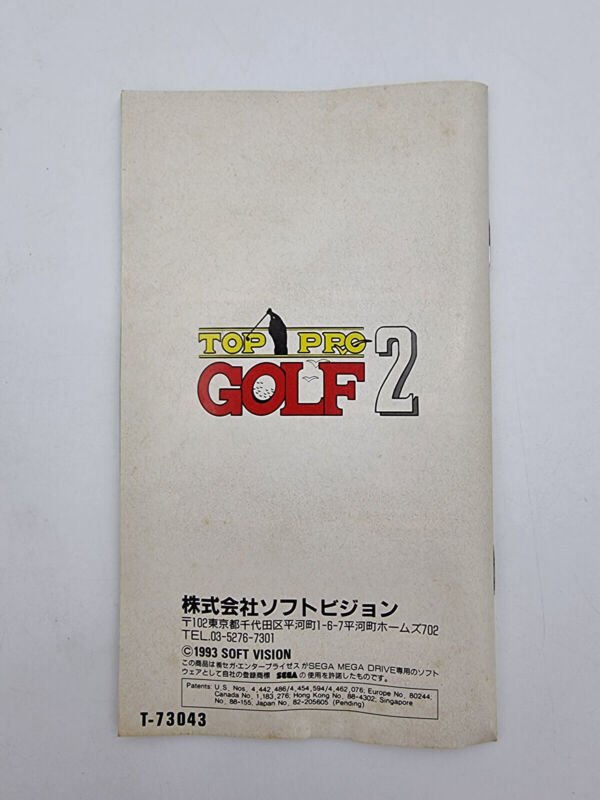 TOP PRO
GOLF 2
株式会社ソフトビジョン
〒102東京都千代田区平河町1-6-7平河町ホームズ702
TEL.03-5276-7301
©1993 SOFT VISION
この商品は㈱セガ・エンタープライゼスがSEGA MEGA DRIVE専用のソフト
ウェアとして自社の登録商標 SEGA の使用を許諾したものです。
Patents: U.S. Nos. 4,442,486/4,454,594/4,462,076; Europe No. 80244;
Canada No. 1,183,276; Hong Kong No. 88-4302; Singapore
No. 88-155; Japan No. 82-205605 (Pending)
T-73043